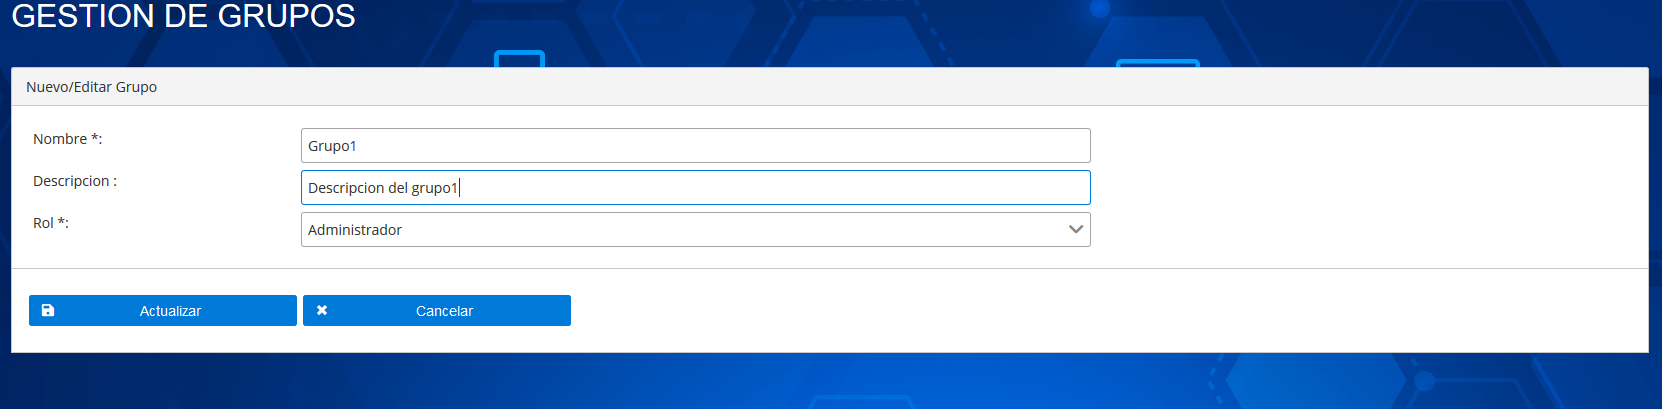 GESTION DE GRUPOS
Nuevo/Editar Grupo
Nombre *:
Grupo1
Descripcion :
Descripcion del grupo1
Rol *:
Administrador
Actualizar
Cancelar